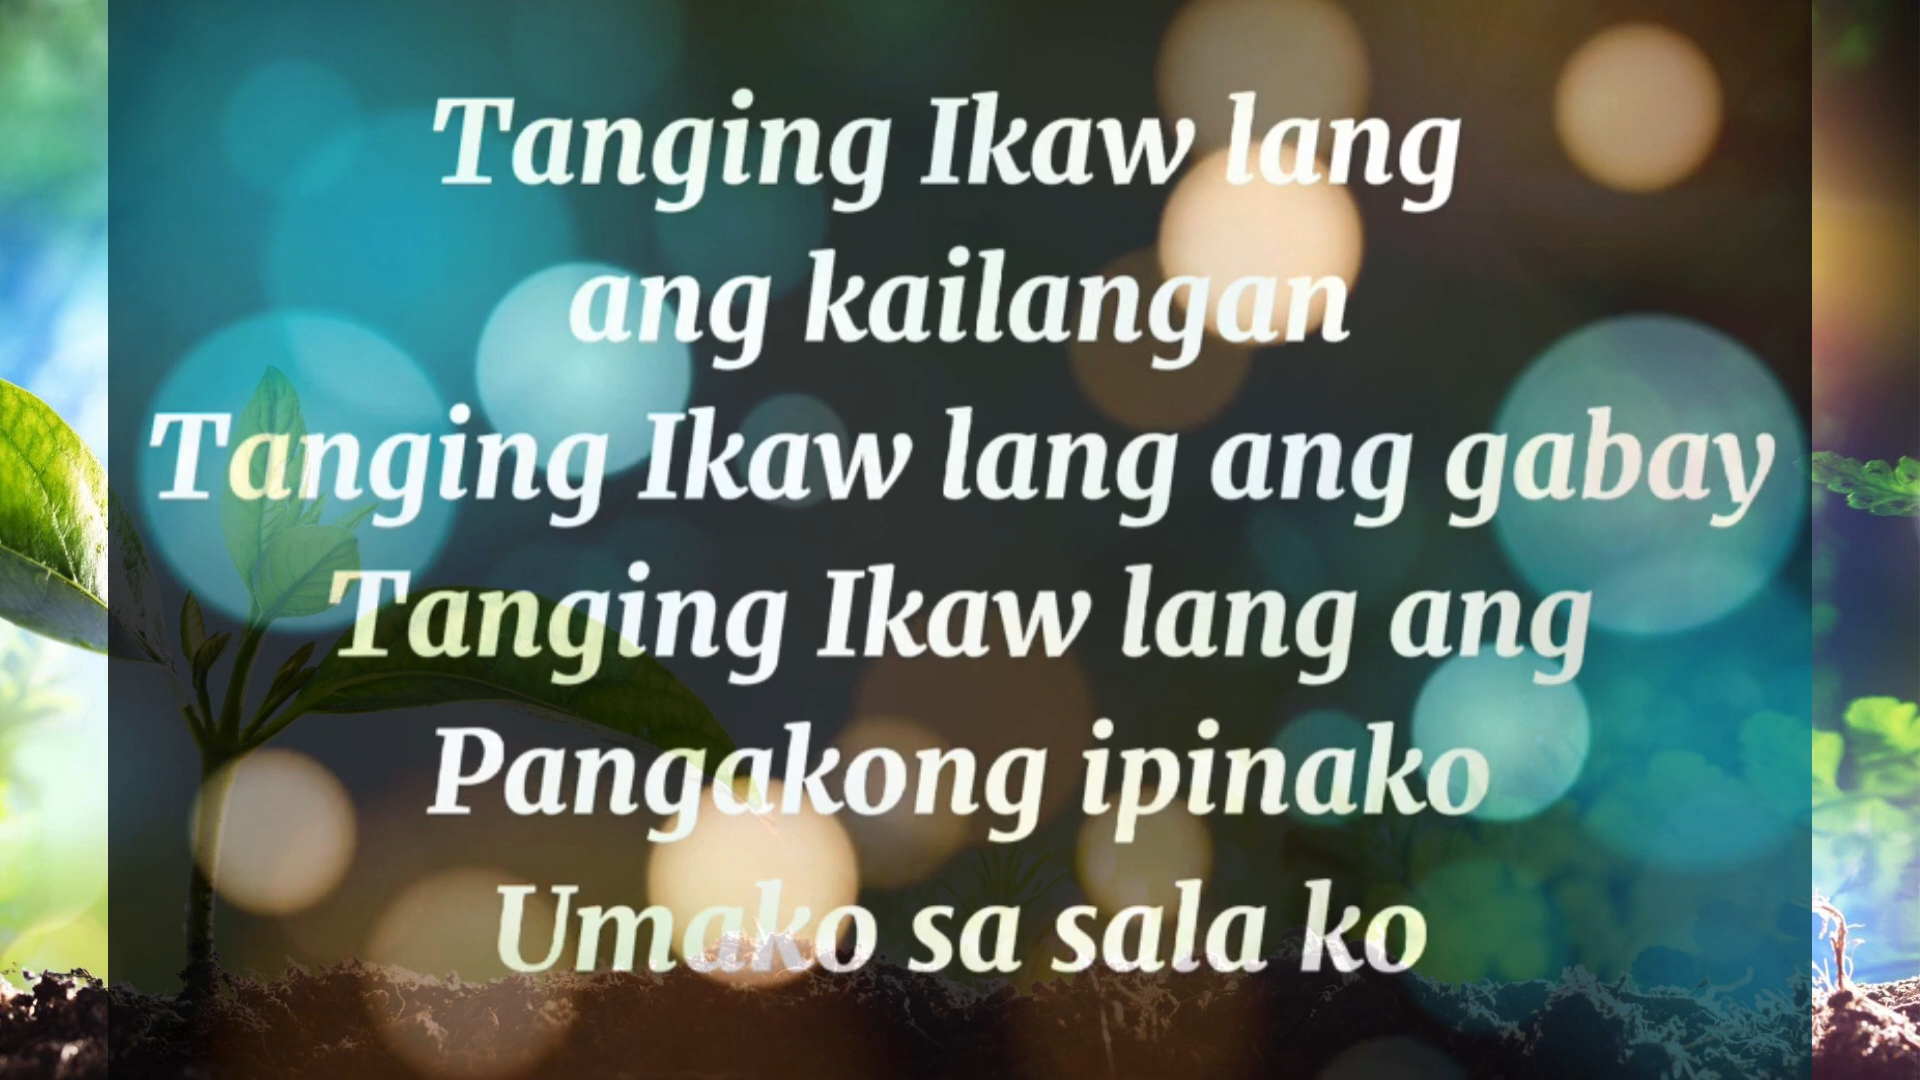 Tanging Ikaw lang
ang kailangan
Tanging Ikaw lang ang gabay
Tanging Ikaw lang ang
Pangakong ipinako
Umako sa sala ko